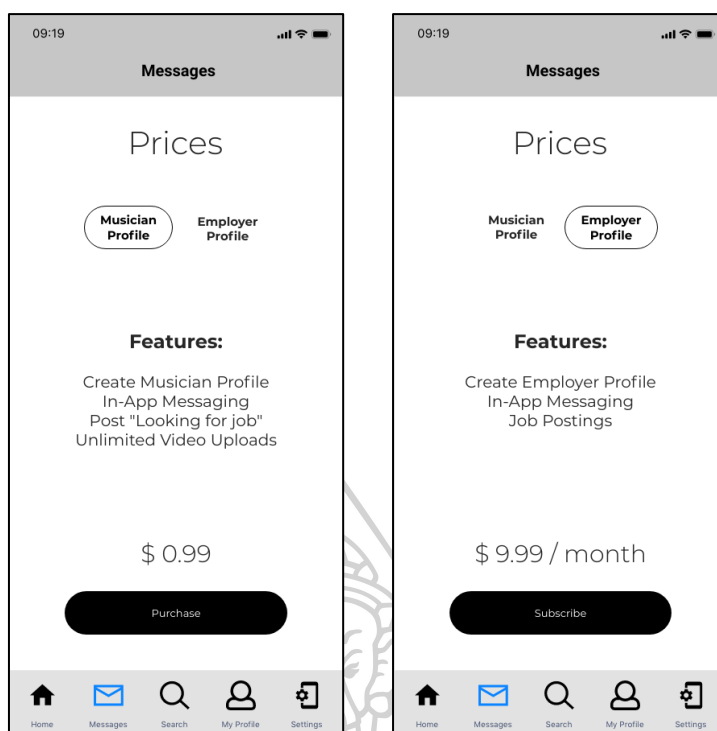 09:19
Messages
Prices
Musician
Profile
Employer
Profile
Features:
Create Musician Profile
In-App Messaging
Post "Looking for job"
Unlimited Video Uploads
$ 0.99
Purchase
Home
Messages
Search
My Profile
Settings
09:19
Messages
Prices
Musician
Profile
Employer
Profile
Features:
Create Employer Profile
In-App Messaging
Job Postings
$ 9.99 / month
Subscribe
Home
Messages
Search
My Profile
Settings